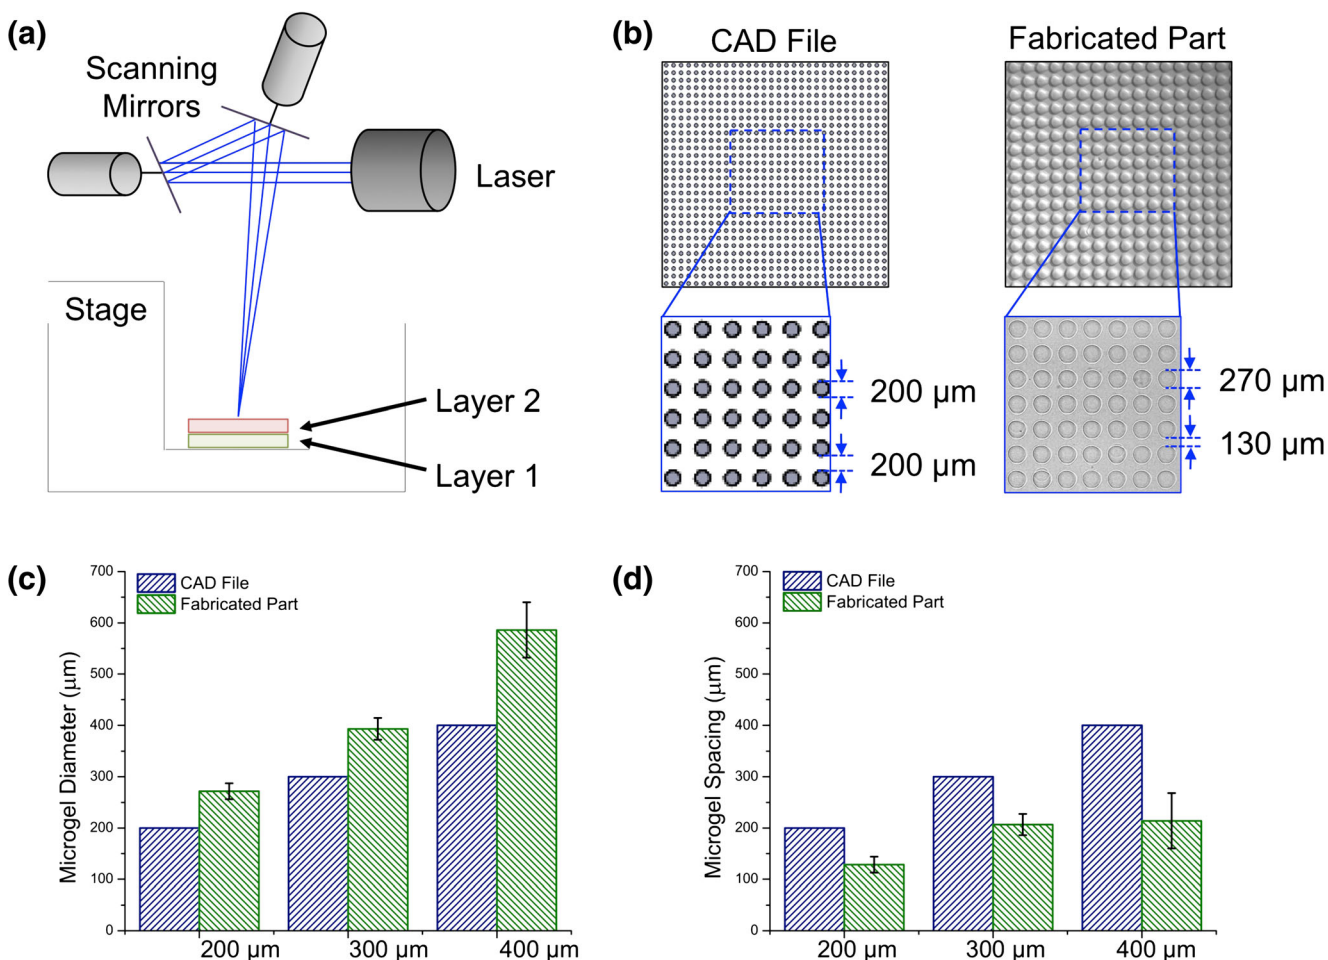 (a)
Scanning
Mirrors
Laser
Stage
Layer 2
Layer 1
(b)
CAD File
Fabricated Part
200 μm
200 μm
270 μm
130 μm
(c)
CAD File
Fabricated Part
Microgel Diameter (μm)
700
600
500
400
300
200
100
0
200 μm
300 μm
400 μm
(d)
CAD File
Fabricated Part
Microgel Spacing (μm)
700
600
500
400
300
200
100
0
200 μm
300 μm
400 μm